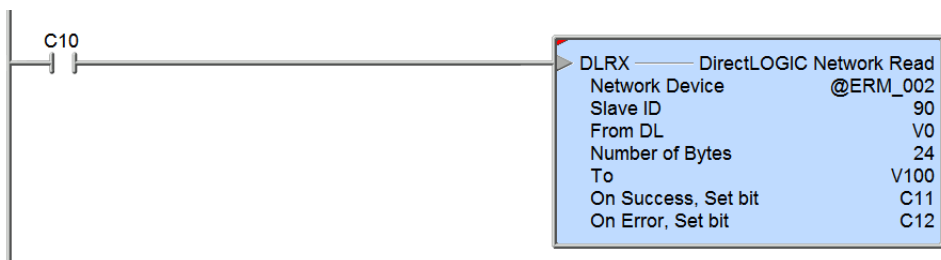 C10
DLRX DirectLOGIC Network Read
Network Device @ERM_002
Slave ID 90
From DL V0
Number of Bytes 24
To V100
On Success, Set bit C11
On Error, Set bit C12